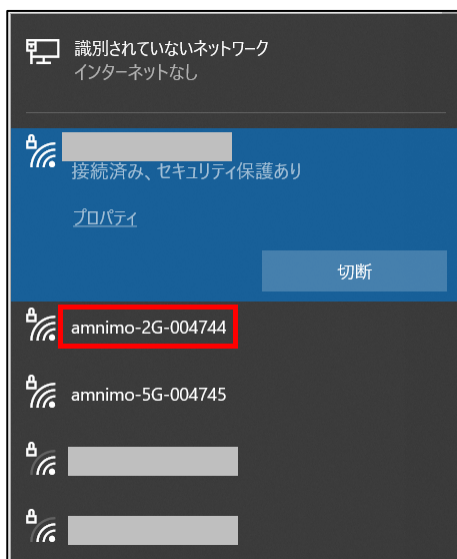 識別されていないネットワーク
インターネットなし
接続済み、セキュリティ保護あり
プロパティ
切断
amnimo-2G-004744
amnimo-5G-004745